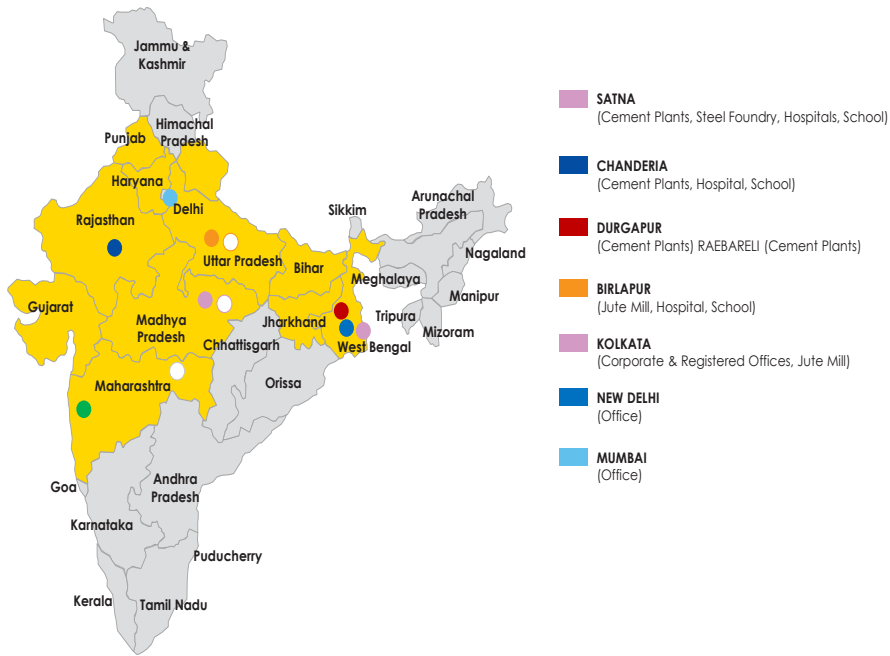 Jammu &
Kashmir
Himachal
Pradesh
Punjab
Haryana
Delhi
Rajasthan
Uttar Pradesh
Bihar
Sikkim
Arunachal
Pradesh
Nagaland
Meghalaya
Manipur
Tripura
Mizoram
Gujarat
Madhya
Pradesh
Jharkhand
West Bengal
Chhattisgarh
Orissa
Maharashtra
Andhra
Pradesh
Goa
Karnataka
Puducherry
Kerala
Tamil Nadu
SATNA
(Cement Plants, Steel Foundry, Hospitals, School)
CHANDERIA
(Cement Plants, Hospital, School)
DURGAPUR
(Cement Plants) RAEBARELI (Cement Plants)
BIRLAPUR
(Jute Mill, Hospital, School)
KOLKATA
(Corporate & Registered Offices, Jute Mill)
NEW DELHI
(Office)
MUMBAI
(Office)